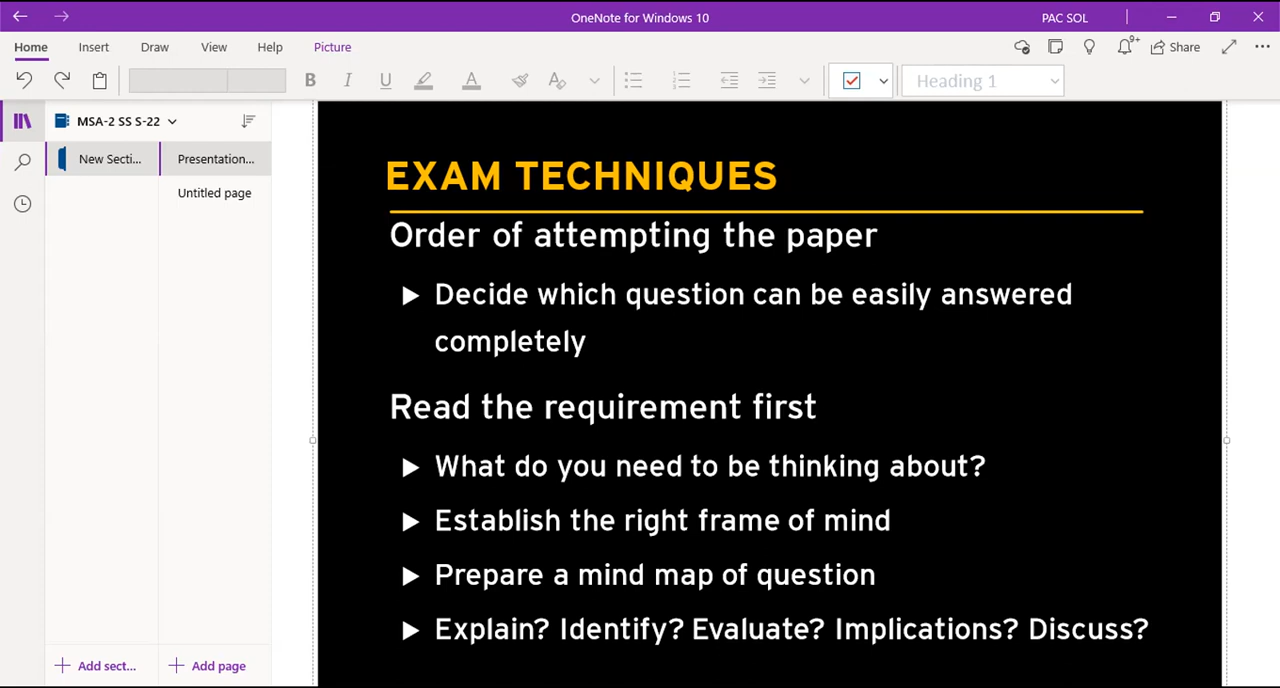 OneNote for Windows 10
PAC SOL
Home Insert Draw View Help Picture
9+
Share
B I U A A
Heading 1
MSA-2 SS S-22
New Secti...
Presentation...
Untitled page
EXAM TECHNIQUES
Order of attempting the paper
Decide which question can be easily answered
completely
Read the requirement first
What do you need to be thinking about?
Establish the right frame of mind
Prepare a mind map of question
Explain? Identify? Evaluate? Implications? Discuss?
Add sect...
Add page